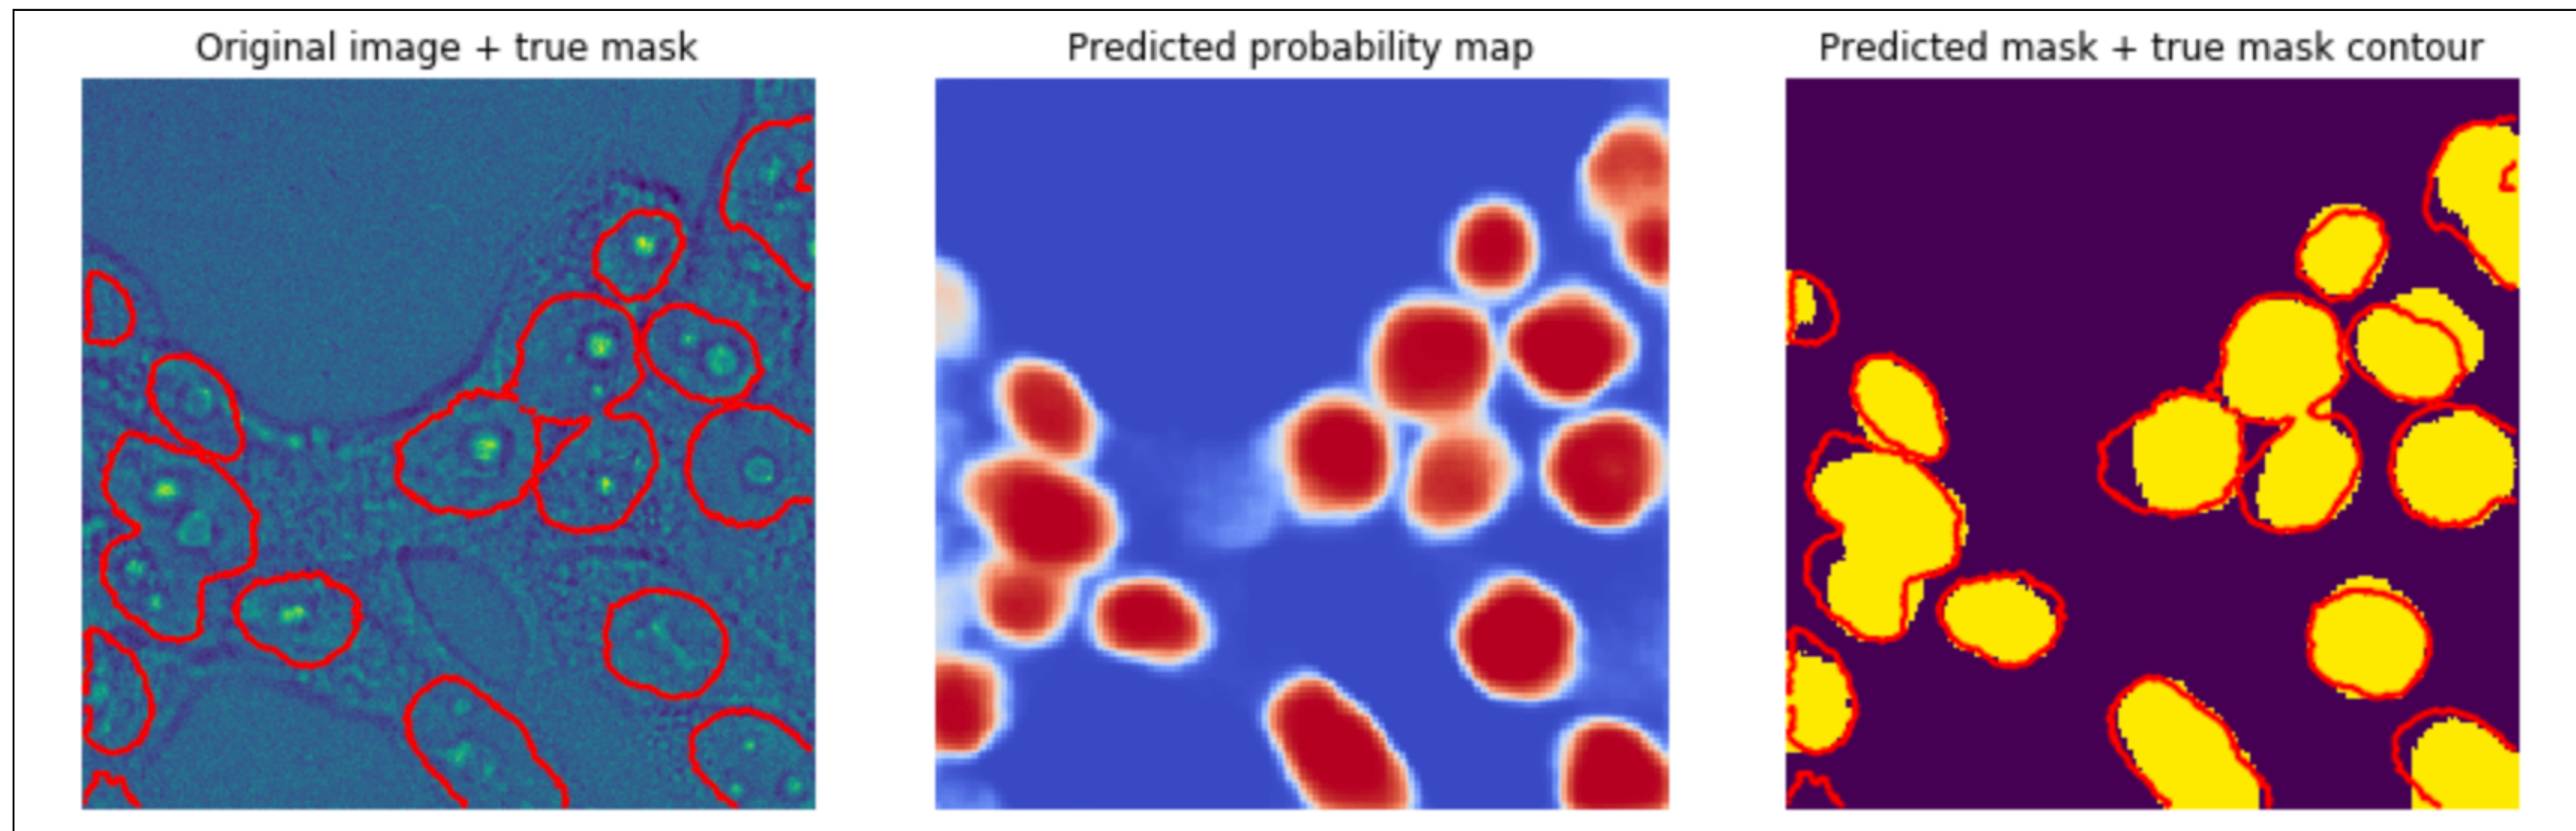 Original image + true mask
Predicted probability map
Predicted mask + true mask contour